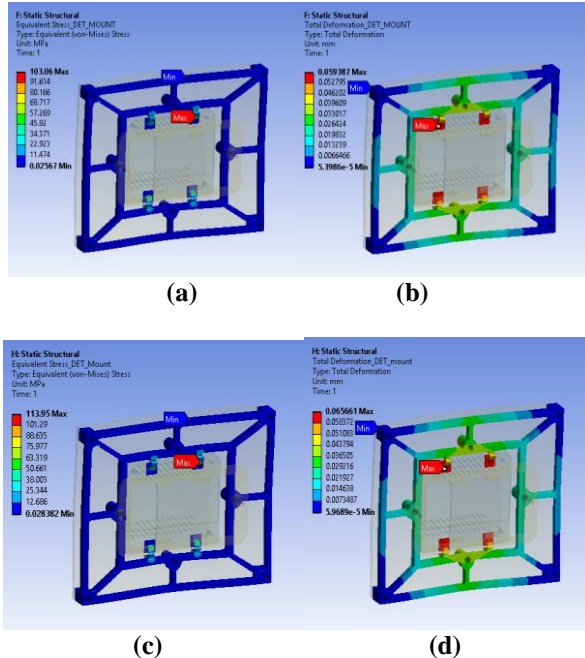 F: Static Structural
Equivalent Stress_DET_MOUNT
Type: Equivalent (von-Mises) Stress
Unit: MPa
Time: 1
103.06 Max
91.614
80.166
68.717
57.269
45.82
34.371
22.923
11.474
0.02567 Min
Min
Max
F: Static Structural
Total Deformation_DET_MOUNT
Type: Total Deformation
Unit: mm
Time: 1
0.059387 Max
0.052795
0.046202
0.039609
0.033017
0.026424
0.019832
0.013239
0.0066466
5.3986e-5 Min
Min
Max
(a)
(b)
H: Static Structural
Equivalent Stress_DET_Mount
Type: Equivalent (von-Mises) Stress
Unit: MPa
Time: 1
113.95 Max
101.29
88.635
75.977
63.319
50.661
38.003
25.344
12.686
0.028382 Min
Min
Max
H: Static Structural
Total Deformation_DET_mount
Type: Total Deformation
Unit: mm
Time: 1
0.065661 Max
0.058372
0.051083
0.043794
0.036505
0.029216
0.021927
0.014638
0.0073487
5.9689e-5 Min
Min
Max
(c)
(d)